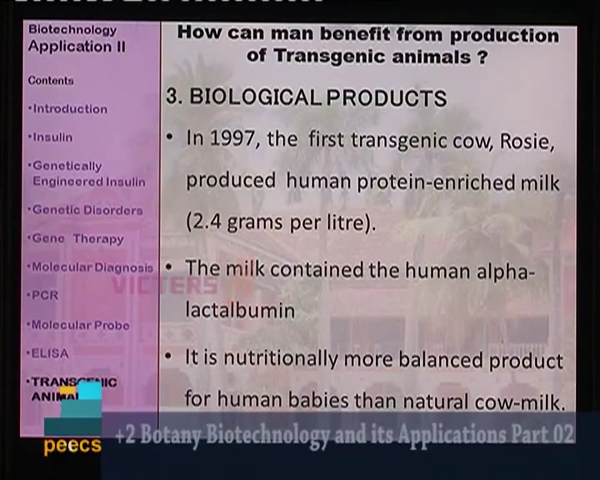 Biotechnology
Application II
Contents
•Introduction
•Insulin
•Genetically
Engineered Insulin
•Genetic Disorders
•Gene Therapy
•Molecular Diagnosis
•PCR
•Molecular Probe
•ELISA
•TRANSGENIC
ANIMAL
How can man benefit from production
of Transgenic animals ?
3. BIOLOGICAL PRODUCTS
• In 1997, the first transgenic cow, Rosie,
produced human protein-enriched milk
(2.4 grams per litre).
• The milk contained the human alpha-
lactalbumin
• It is nutritionally more balanced product
for human babies than natural cow-milk.
VICTERS
peecs
+2 Botany Biotechnology and its Applications Part 02